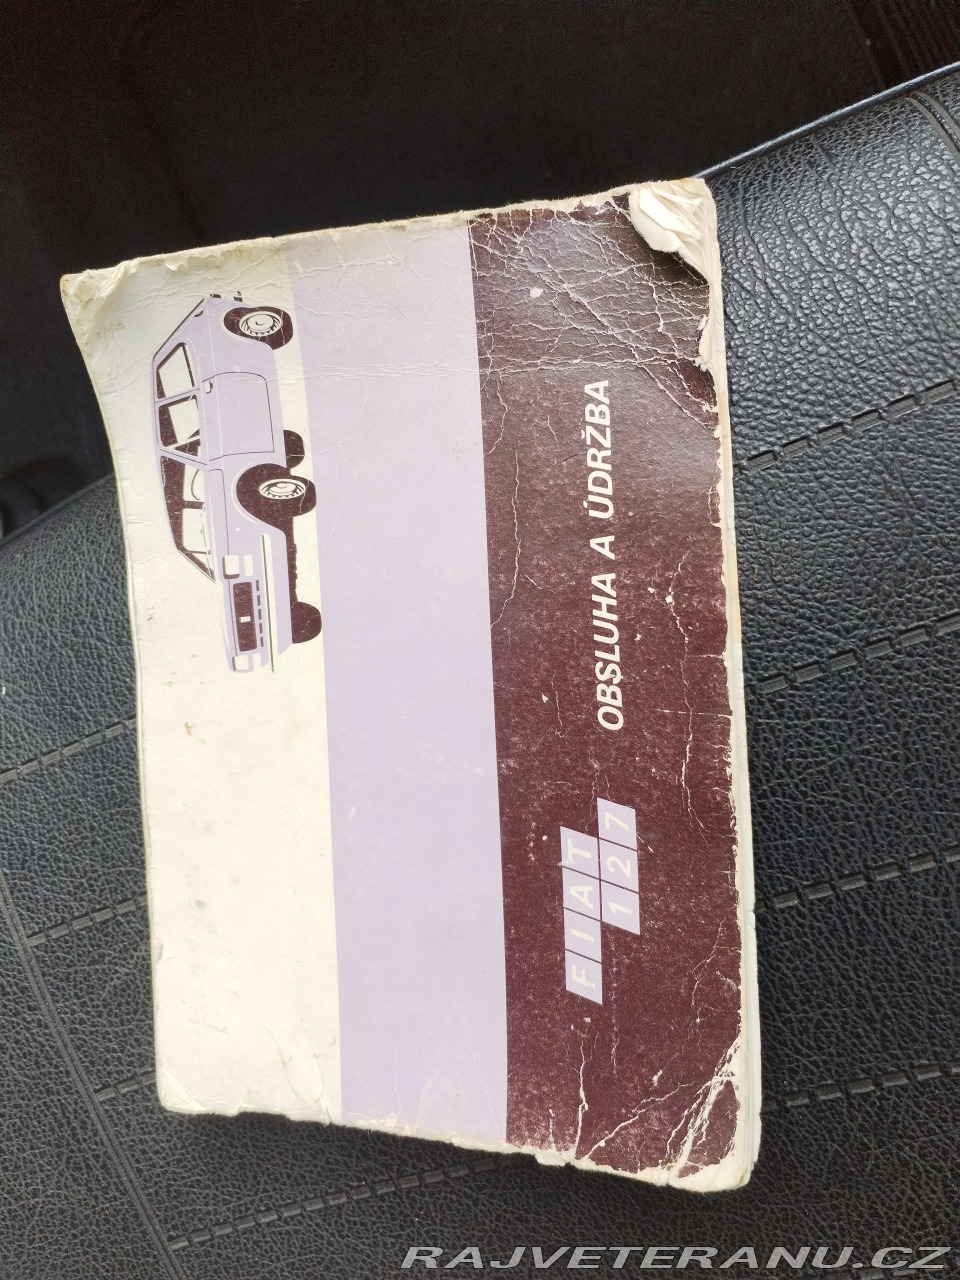 FIAT
127
OBSLUHA A ÚDRŽBA
RAJVETERANU.CZ